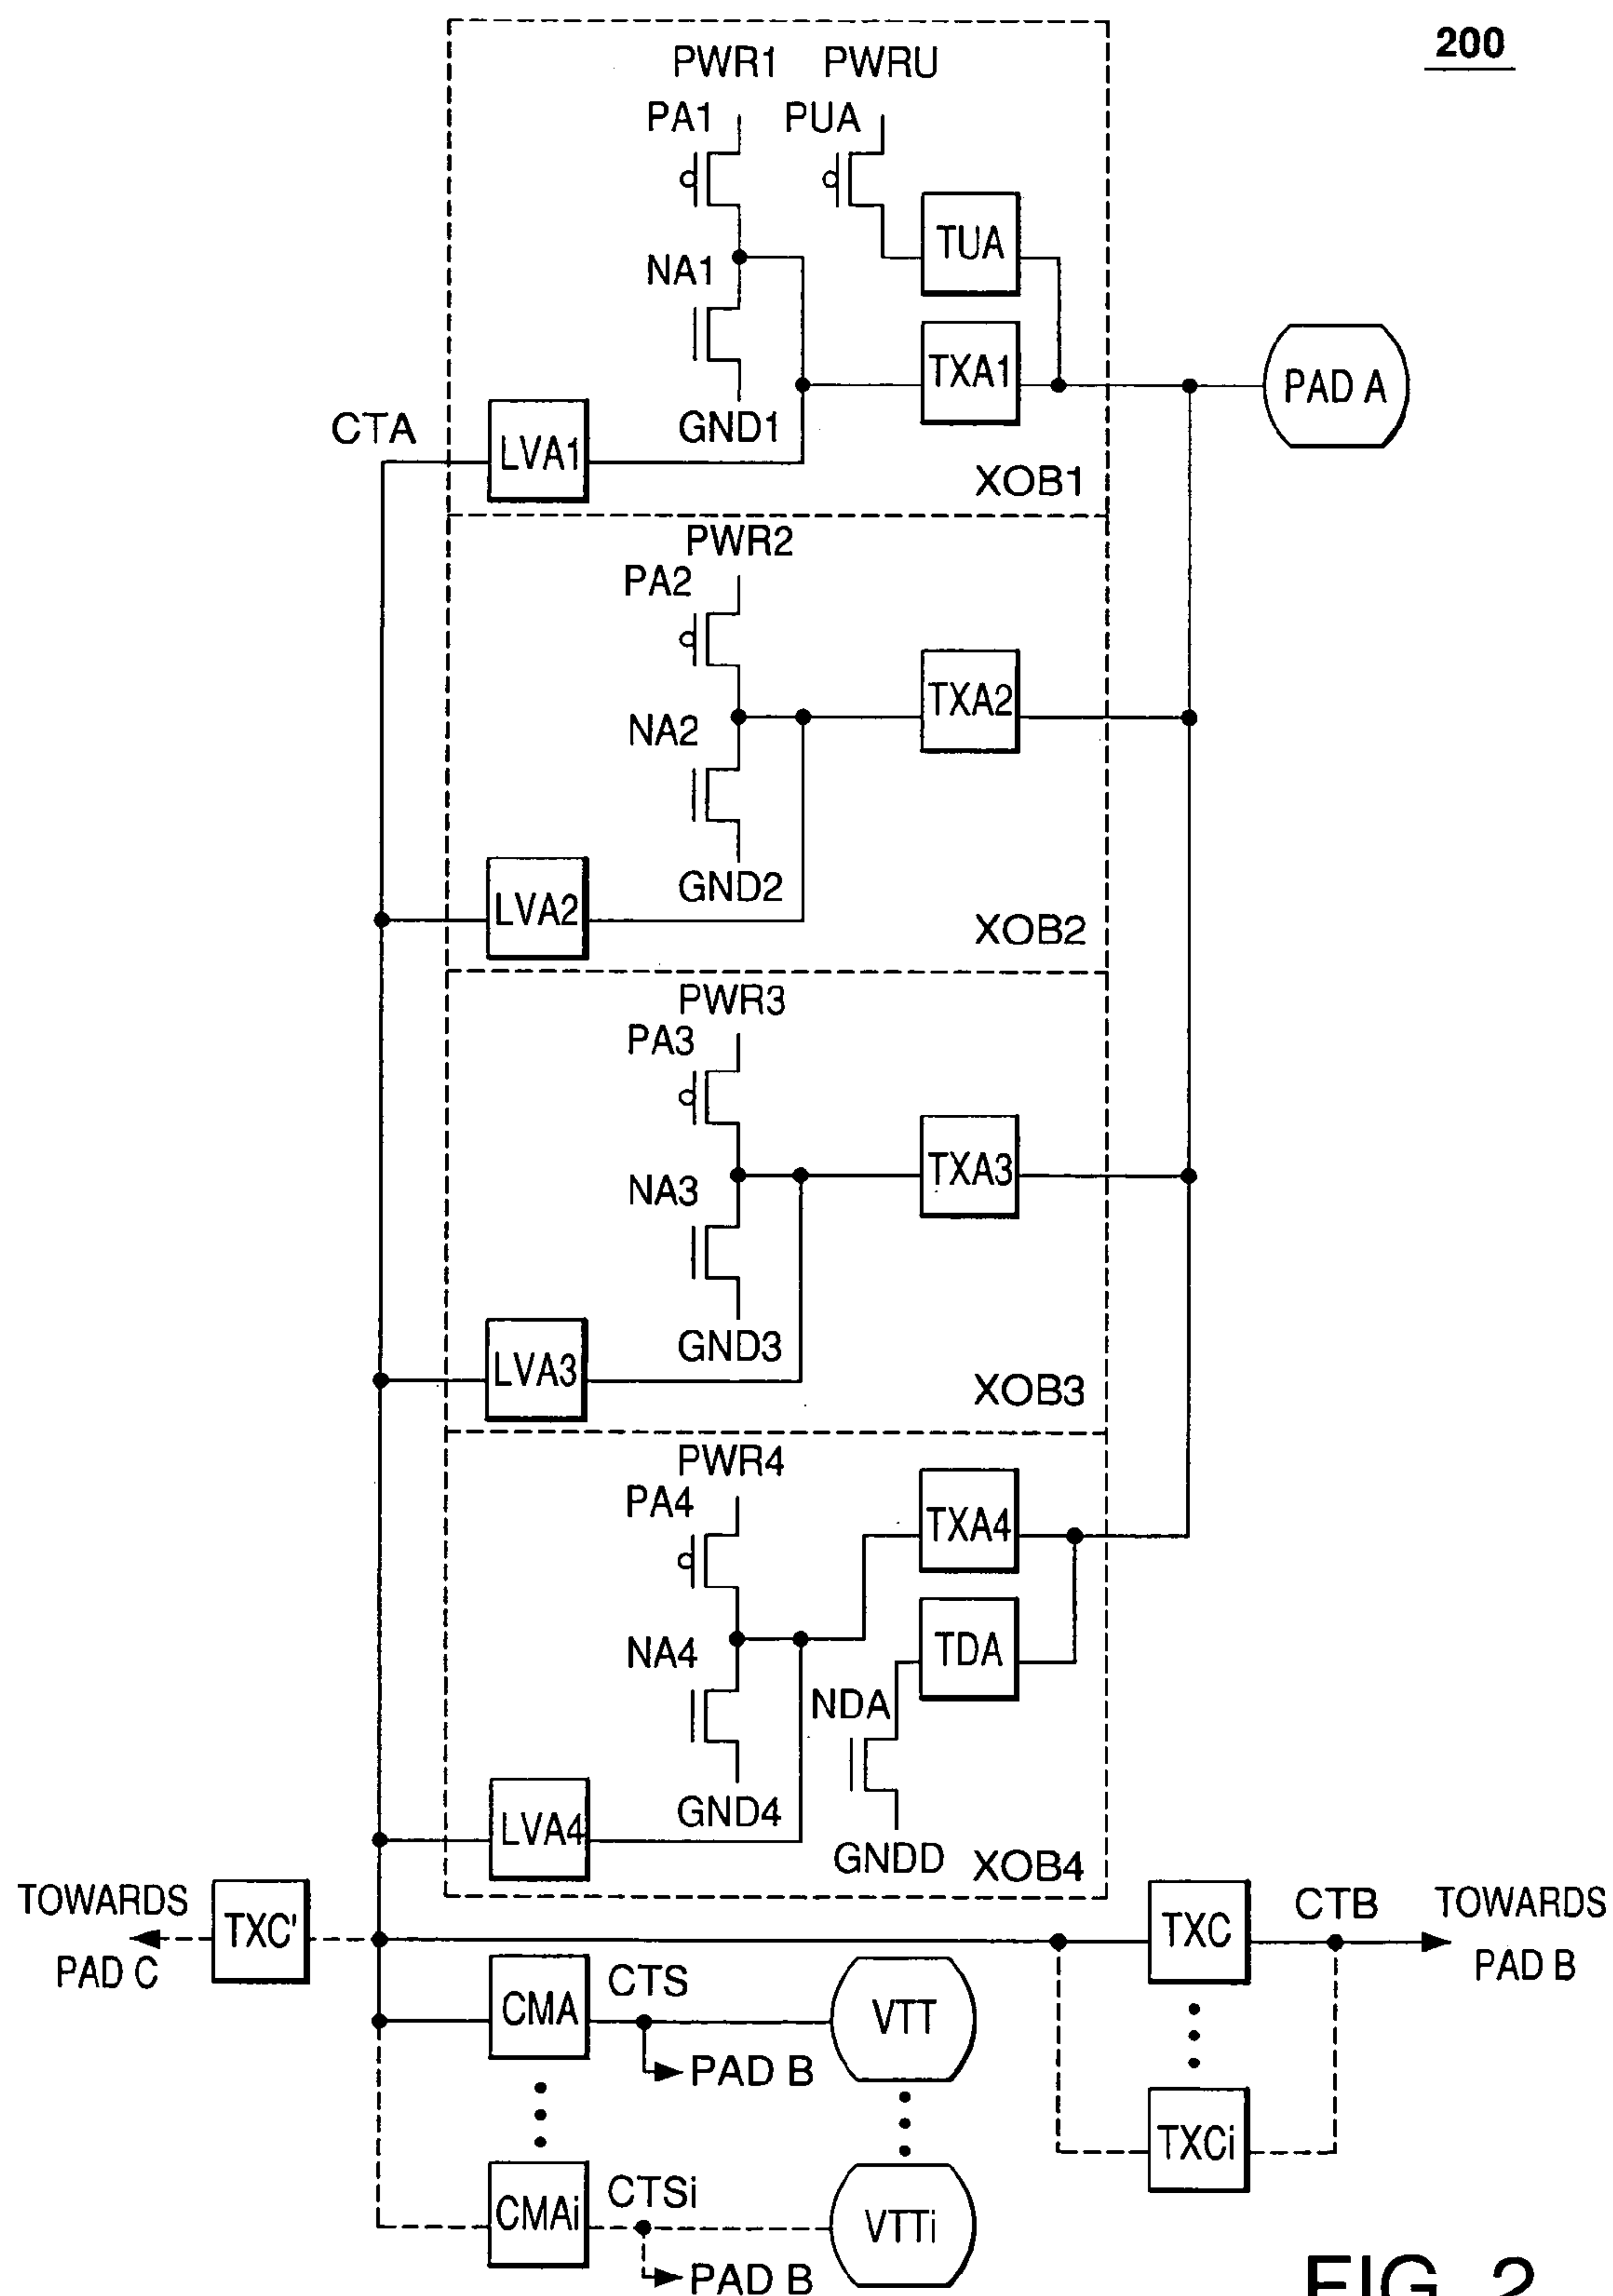 200
PWR1 PWRU
PA1 PUA
TUA
NA1
TXA1
PAD A
GND1
CTA
LVA1
XOB1
PWR2
PA2
TXA2
NA2
GND2
LVA2
XOB2
PWR3
PA3
TXA3
NA3
GND3
LVA3
XOB3
PWR4
PA4
TXA4
NA4
TDA
NDA
GND4
LVA4
GNDD
XOB4
TOWARDS
PAD C
TXC'
TXC
CTB
TOWARDS
PAD B
CMA
CTS
VTT
PAD B
TXCi
CMAi
CTSi
VTTi
PAD B
FIG. 2